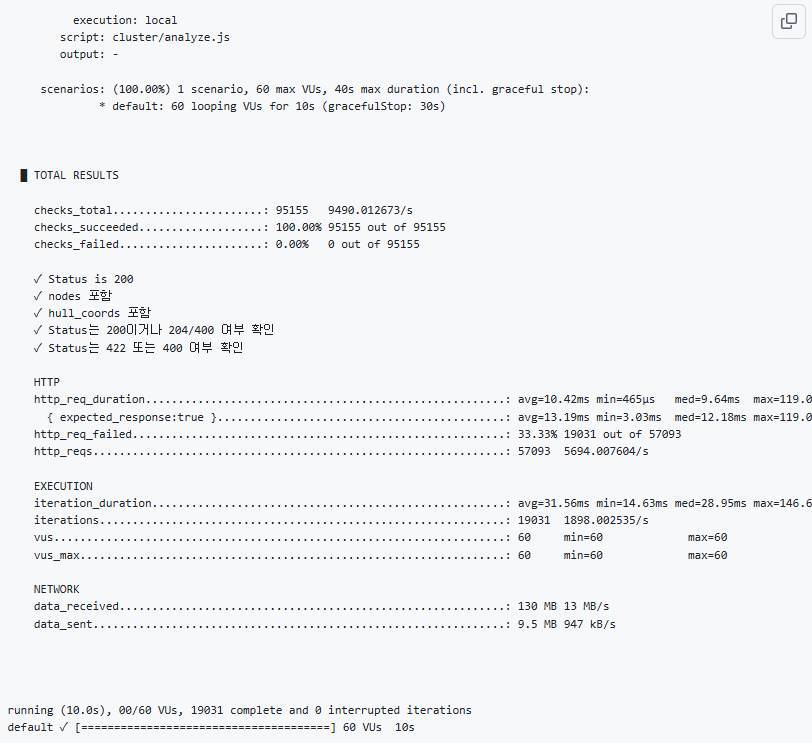 execution: local
script: cluster/analyze.js
output: -
scenarios: (100.00%) 1 scenario, 60 max VUs, 40s max duration (incl. graceful stop):
* default: 60 looping VUs for 10s (gracefulStop: 30s)
█ TOTAL RESULTS
checks_total.......................: 95155   9490.012673/s
checks_succeeded...................: 100.00% 95155 out of 95155
checks_failed......................: 0.00%   0 out of 95155
✓ Status is 200
✓ nodes 포함
✓ hull_coords 포함
✓ Status는 200이거나 204/400 여부 확인
✓ Status는 422 또는 400 여부 확인
HTTP
http_req_duration.......................................................: avg=10.42ms min=465µs   med=9.64ms  max=119.0
{ expected_response:true }............................................: avg=13.19ms min=3.03ms  med=12.18ms max=119.0
http_req_failed.........................................................: 33.33% 19031 out of 57093
http_reqs...............................................................: 57093  5694.007604/s
EXECUTION
iteration_duration......................................................: avg=31.56ms min=14.63ms med=28.95ms max=146.6
iterations..............................................................: 19031  1898.002535/s
vus.....................................................................: 60     min=60             max=60
vus_max.................................................................: 60     min=60             max=60
NETWORK
data_received...........................................................: 130 MB 13 MB/s
data_sent...............................................................: 9.5 MB 947 kB/s
running (10.0s), 00/60 VUs, 19031 complete and 0 interrupted iterations
default ✓ [======================================] 60 VUs  10s